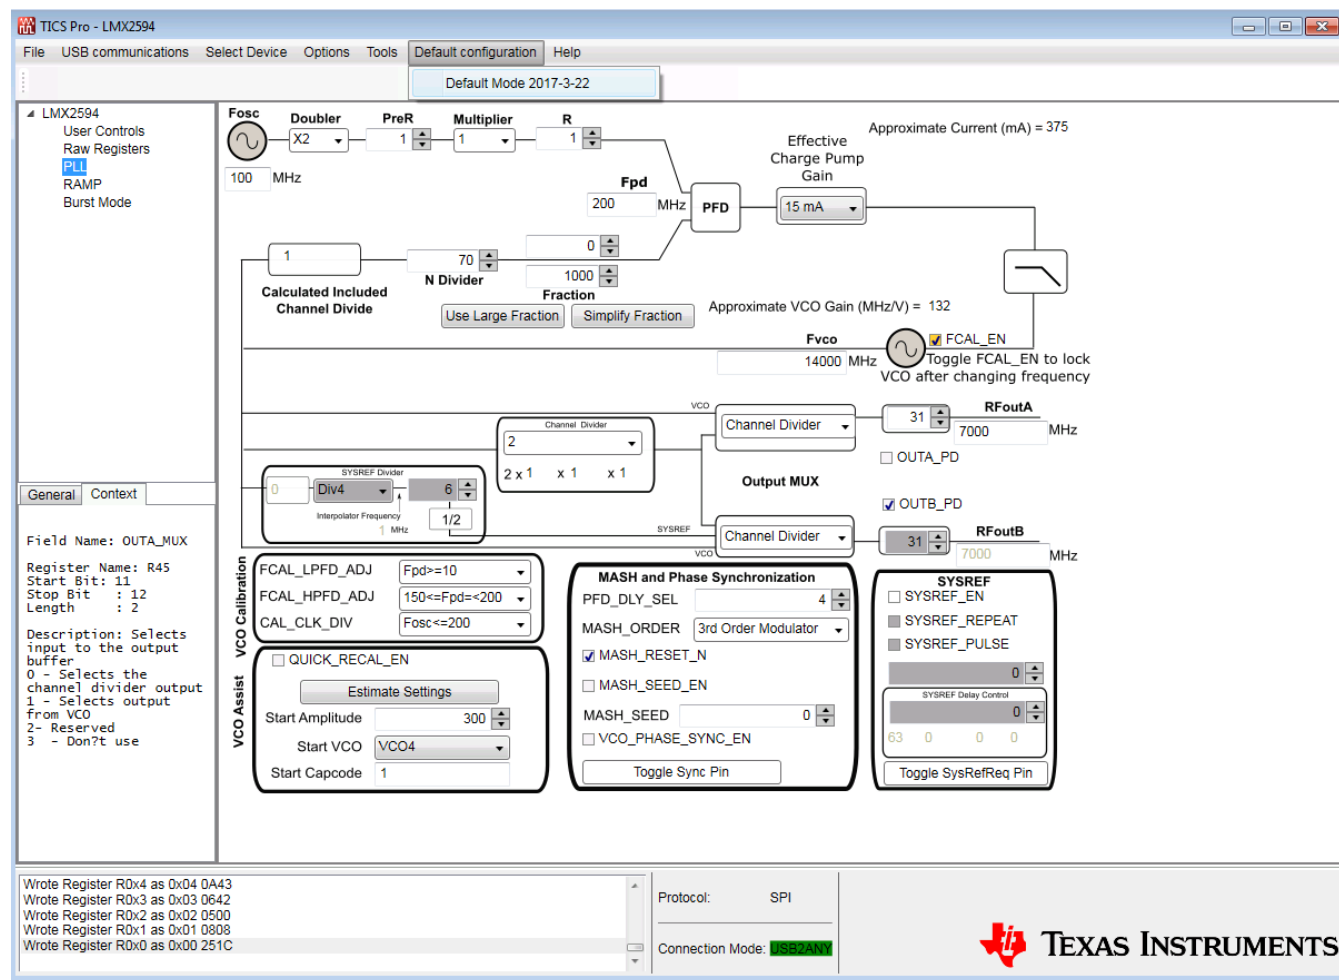 TICS Pro - LMX2594
File USB communications Select Device Options Tools Default configuration Help
Default Mode 2017-3-22
LMX2594
User Controls
Raw Registers
PLL
RAMP
Burst Mode
Fosc Doubler PreR Multiplier R
X2 1 1 1
100 MHz
Approximate Current (mA) = 375
Effective
Charge Pump
Gain
15 mA
Fpd
200 MHz
PFD
1
Calculated Included
Channel Divide
70
N Divider
0
1000
Fraction
Use Large Fraction Simplify Fraction
Approximate VCO Gain (MHz/V) = 132
Fvco
14000 MHz
FCAL_EN
Toggle FCAL_EN to lock
VCO after changing frequency
VCO
Channel Divider
31
RFoutA
7000 MHz
OUTA_PD
Channel Divider
2
2 x 1 x 1 x 1
Output MUX
OUTB_PD
SYSREF Divider
0 Div4 6
Interpolator Frequency
1 MHz
1/2
SYSREF
VCO
Channel Divider
31
RFoutB
7000 MHz
General Context
Field Name: OUTA_MUX
Register Name: R45
Start Bit: 11
Stop Bit : 12
Length : 2
Description: Selects
input to the output
buffer
0 - Selects the
channel divider output
1 - Selects output
from VCO
2- Reserved
3 - Don?t use
VCO Calibration
FCAL_LPFD_ADJ Fpd>=10
FCAL_HPFD_ADJ 150<=Fpd=<200
CAL_CLK_DIV Fosc<=200
VCO Assist
QUICK_RECAL_EN
Estimate Settings
Start Amplitude 300
Start VCO VCO4
Start Capcode 1
MASH and Phase Synchronization
PFD_DLY_SEL 4
MASH_ORDER 3rd Order Modulator
MASH_RESET_N
MASH_SEED_EN
MASH_SEED 0
VCO_PHASE_SYNC_EN
Toggle Sync Pin
SYSREF
SYSREF_EN
SYSREF_REPEAT
SYSREF_PULSE
0
SYSREF Delay Control
0
63 0 0 0
Toggle SysRefReq Pin
Wrote Register R0x4 as 0x04 0A43
Wrote Register R0x3 as 0x03 0642
Wrote Register R0x2 as 0x02 0500
Wrote Register R0x1 as 0x01 0808
Wrote Register R0x0 as 0x00 251C
Protocol: SPI
Connection Mode: USB2ANY
TEXAS INSTRUMENTS